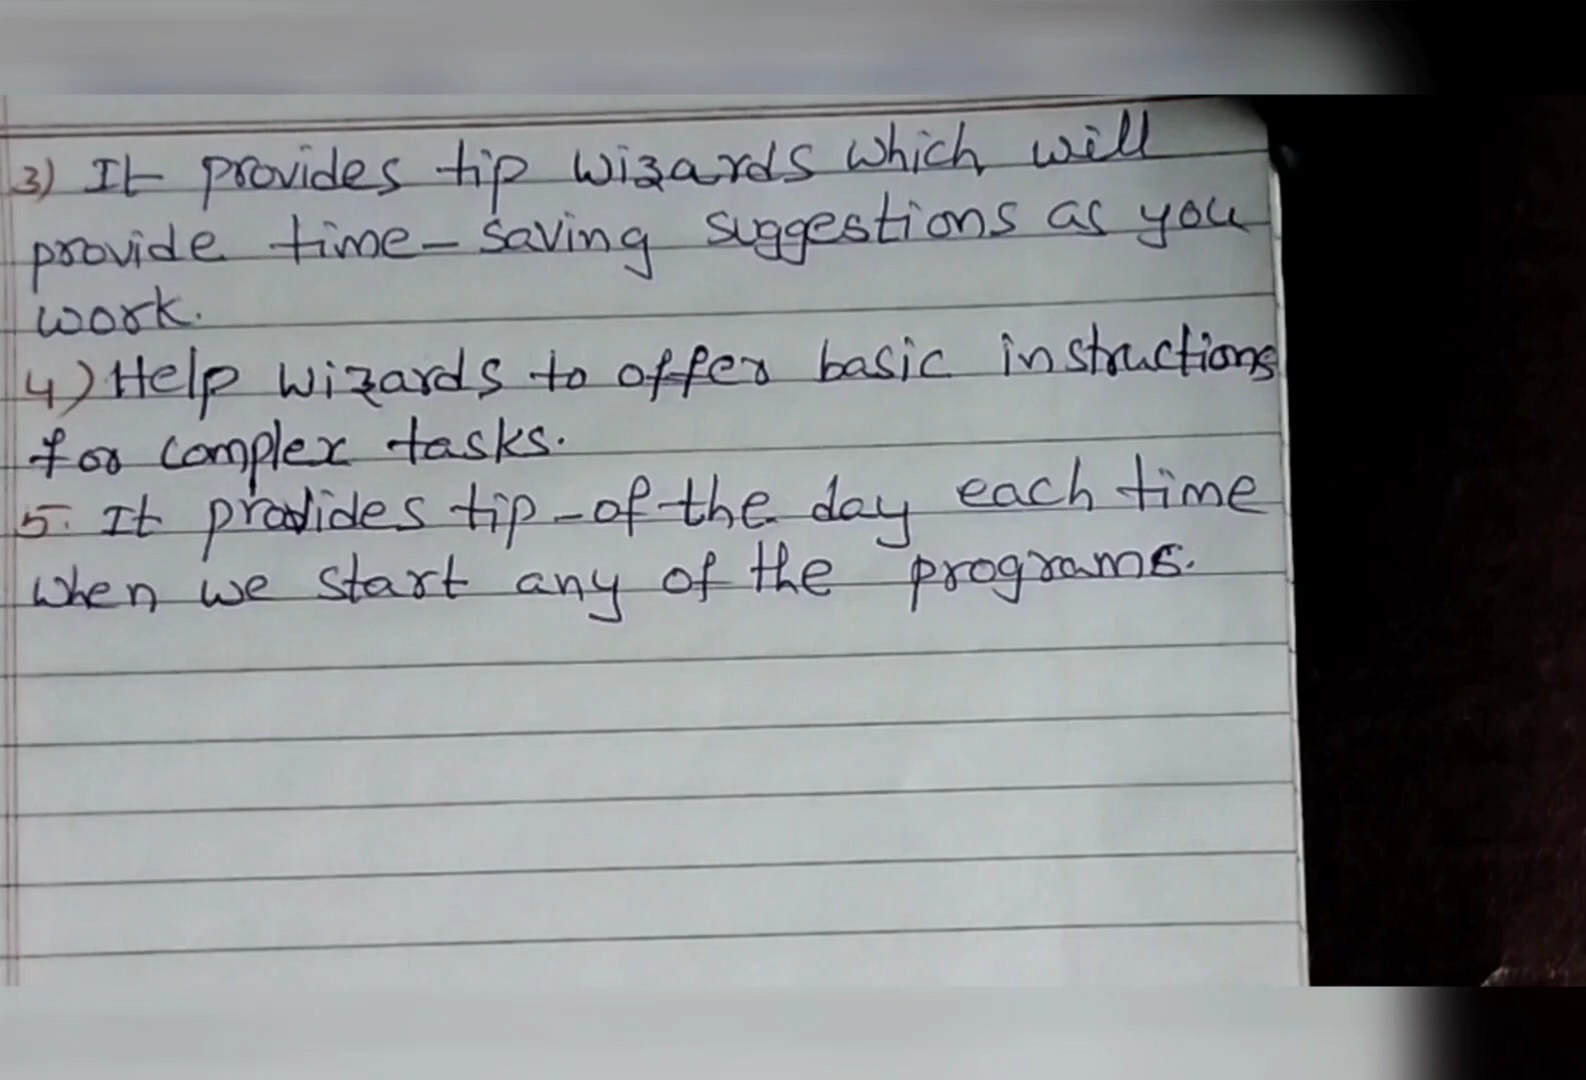 3) It provides tip wizards which will
provide time-saving suggestions as you
work.
4) Help wizards to offer basic instructions
for complex tasks.
5. It provides tip-of-the day each time
when we start any of the programs.